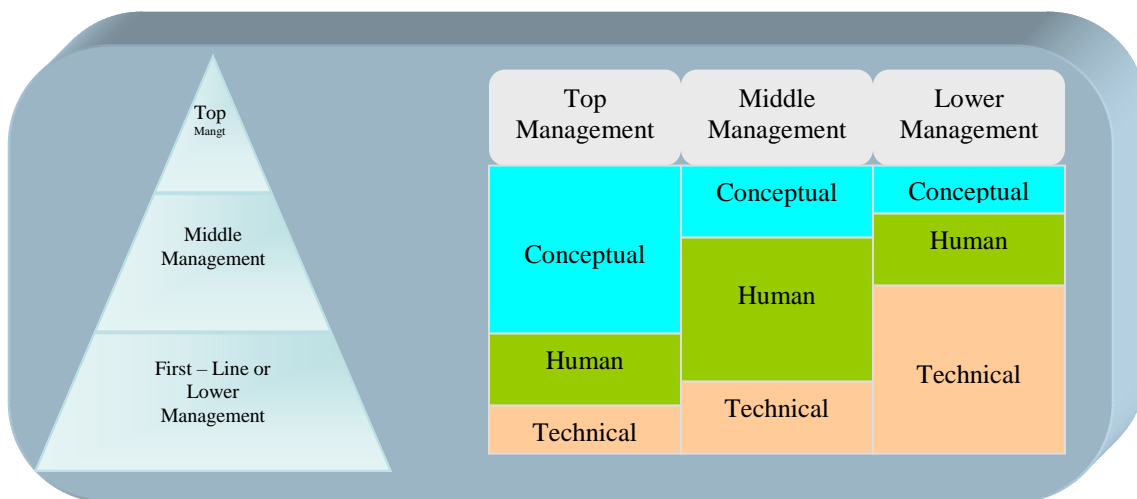 Top
Mangt
Middle
Management
First – Line or
Lower
Management
Top
Management
Middle
Management
Lower
Management
Conceptual
Human
Technical
Conceptual
Human
Technical
Conceptual
Human
Technical